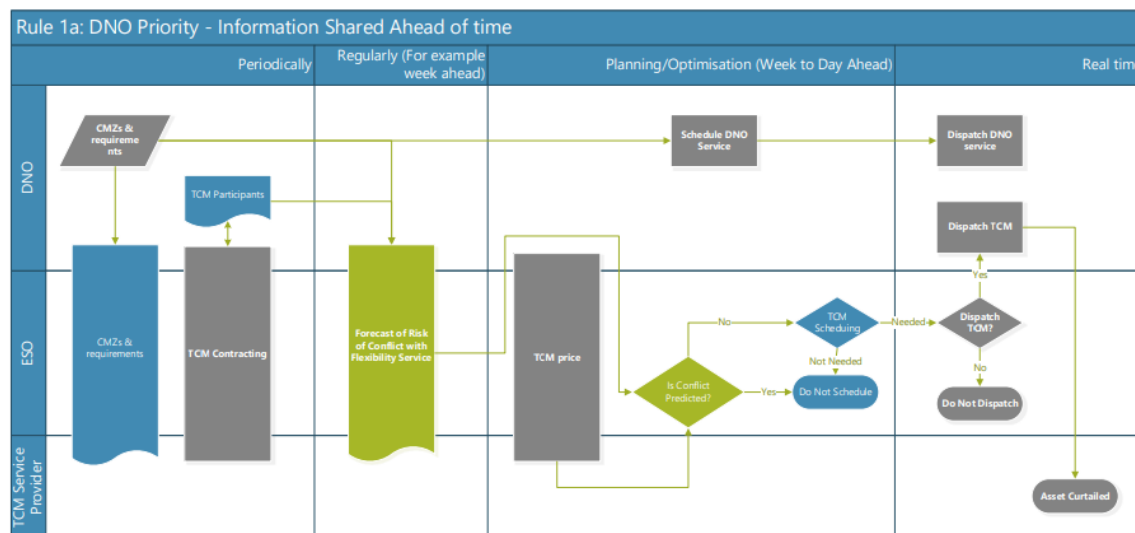 Rule 1a: DNO Priority - Information Shared Ahead of time
Periodically
Regularly (For example
week ahead)
Planning/Optimisation (Week to Day Ahead)
Real tim
DNO
CMZs &
requireme
nts
Schedule DNO
Service
Dispatch DNO
service
TCM Participants
Dispatch TCM
Yes
ESO
CMZs &
requirements
TCM Contracting
Forecast of Risk
of Conflict with
Flexibility Service
TCM price
Is Conflict
Predicted?
No
Yes
TCM
Scheduing
Needed
Not Needed
Do Not Schedule
Dispatch
TCM?
No
Do Not Dispatch
TCM Service
Provider
Asset Curtailed